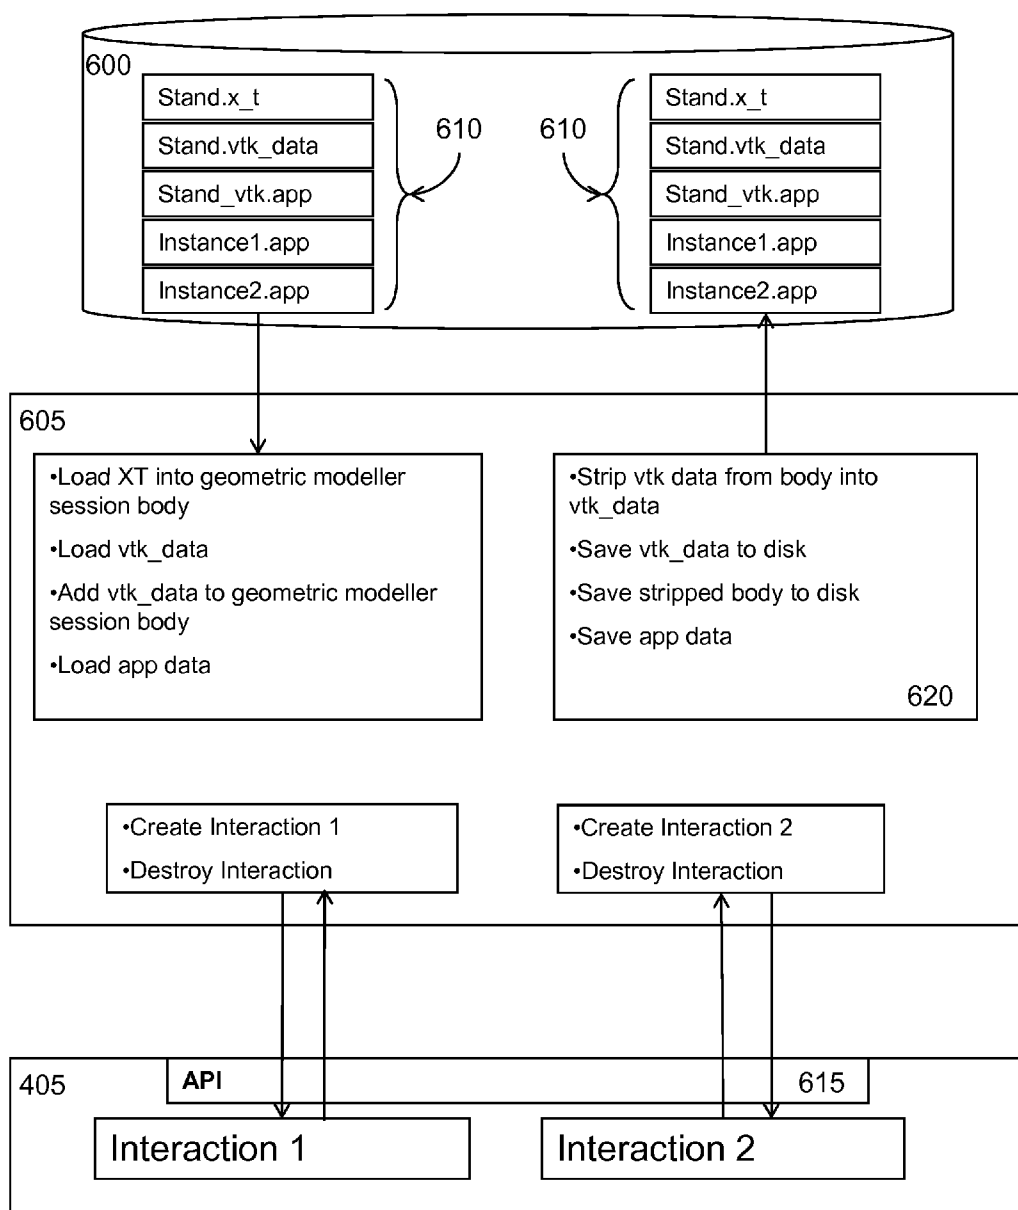 600
Stand.x_t
Stand.vtk_data
Stand_vtk.app
Instance1.app
Instance2.app
610
610
Stand.x_t
Stand.vtk_data
Stand_vtk.app
Instance1.app
Instance2.app
605
•Load XT into geometric modeller
session body
•Load vtk_data
•Add vtk_data to geometric modeller
session body
•Load app data
•Strip vtk data from body into
vtk_data
•Save vtk_data to disk
•Save stripped body to disk
•Save app data
620
•Create Interaction 1
•Destroy Interaction
•Create Interaction 2
•Destroy Interaction
405
API
615
Interaction 1
Interaction 2